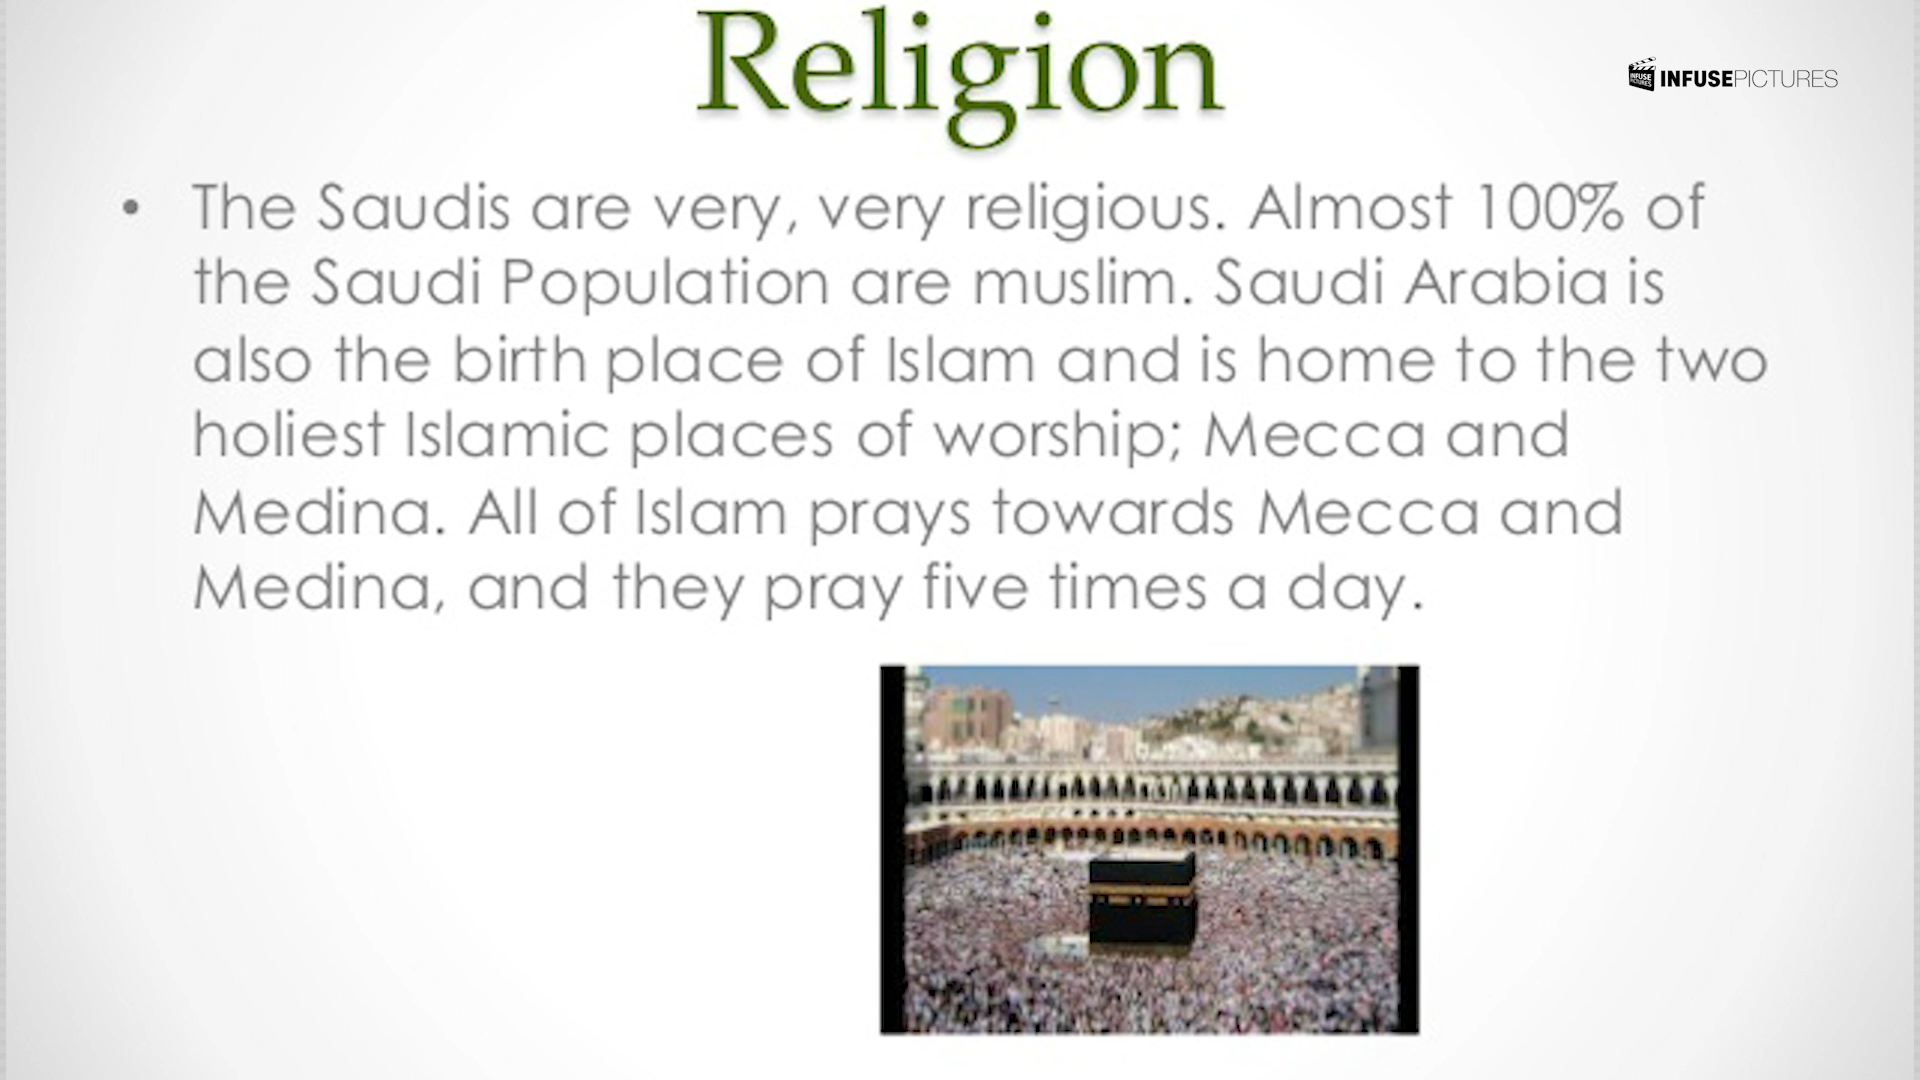 Religion
INFUSEPICTURES
• The Saudis are very, very religious. Almost 100% of
the Saudi Population are muslim. Saudi Arabia is
also the birth place of Islam and is home to the two
holiest Islamic places of worship; Mecca and
Medina. All of Islam prays towards Mecca and
Medina, and they pray five times a day.